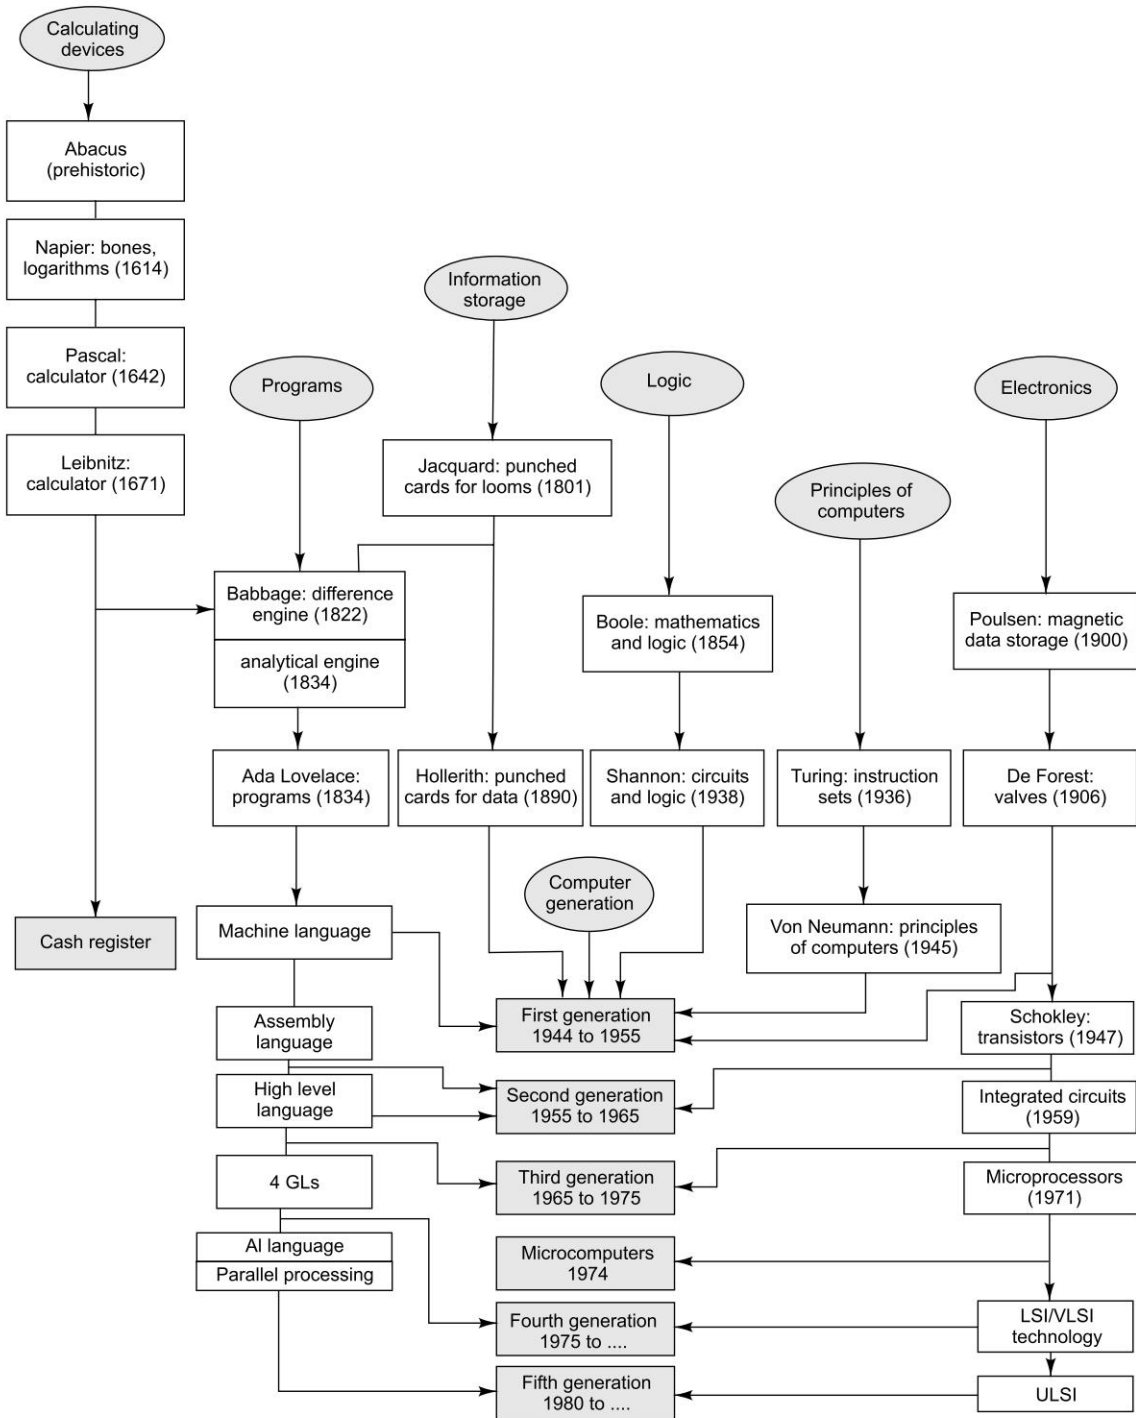 Calculating
devices
Abacus
(prehistoric)
Napier: bones,
logarithms (1614)
Pascal:
calculator (1642)
Leibnitz:
calculator (1671)
Cash register
Programs
Babbage: difference
engine (1822)
analytical engine
(1834)
Ada Lovelace:
programs (1834)
Machine language
Assembly
language
High level
language
4 GLs
AI language
Parallel processing
Information
storage
Jacquard: punched
cards for looms (1801)
Hollerith: punched
cards for data (1890)
Logic
Boole: mathematics
and logic (1854)
Shannon: circuits
and logic (1938)
Computer
generation
First generation
1944 to 1955
Second generation
1955 to 1965
Third generation
1965 to 1975
Microcomputers
1974
Fourth generation
1975 to ....
Fifth generation
1980 to ....
Principles of
computers
Turing: instruction
sets (1936)
Von Neumann: principles
of computers (1945)
Electronics
Poulsen: magnetic
data storage (1900)
De Forest:
valves (1906)
Schokley:
transistors (1947)
Integrated circuits
(1959)
Microprocessors
(1971)
LSI/VLSI
technology
ULSI